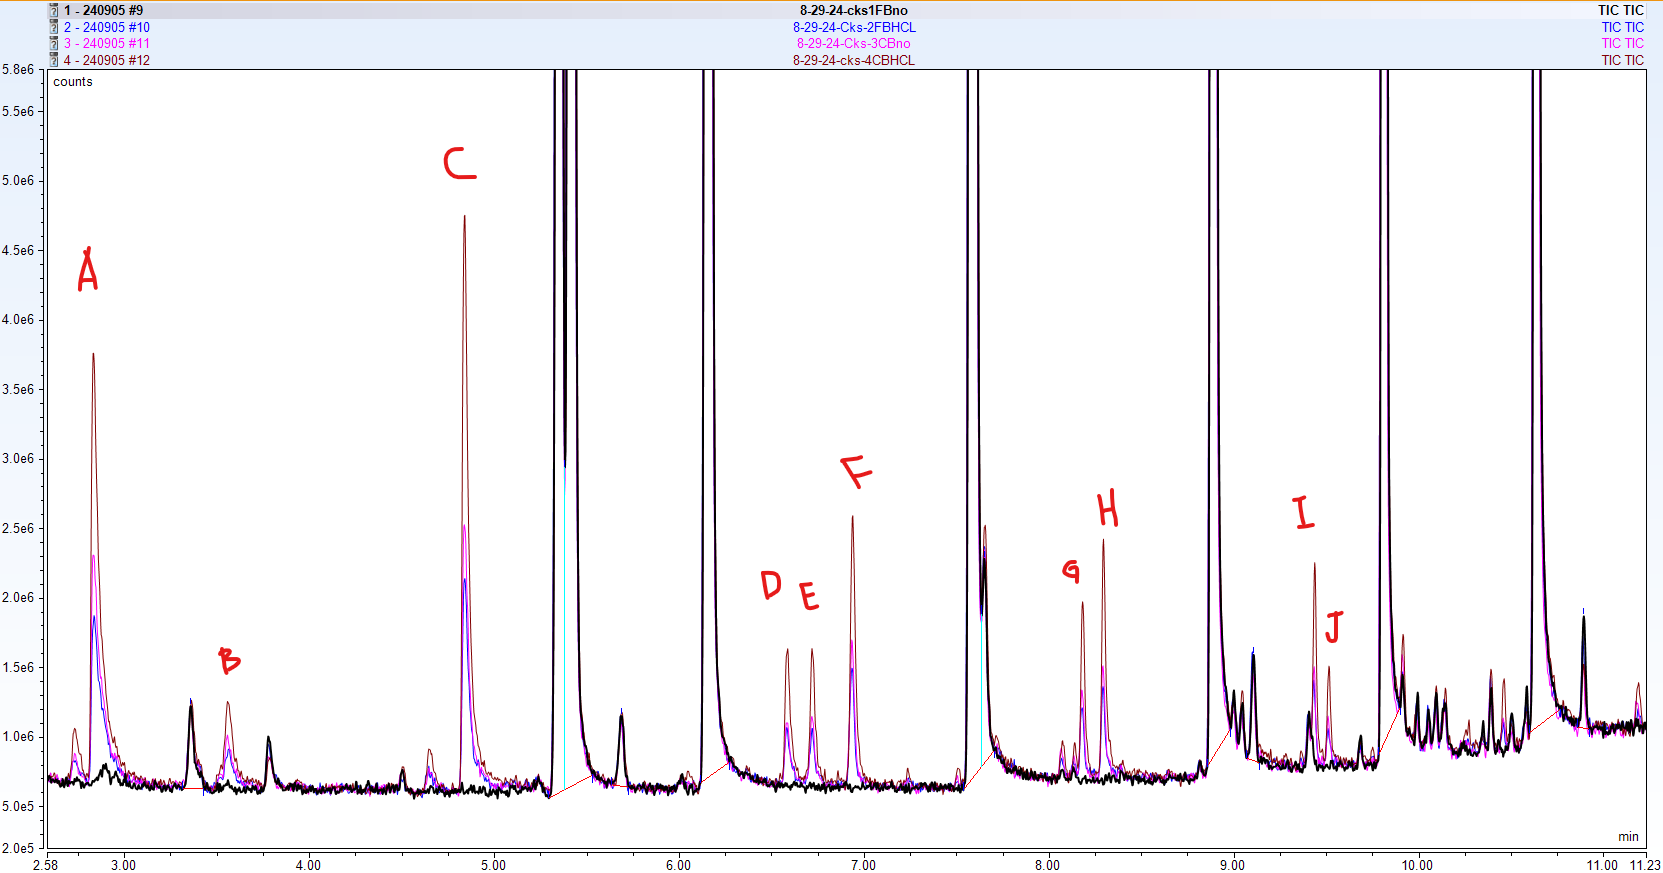 1 - 240905 #9 8-29-24-cks1FBno TIC TIC
2 - 240905 #10 8-29-24-Cks-2FBHCL TIC TIC
3 - 240905 #11 8-29-24-Cks-3CBno TIC TIC
4 - 240905 #12 8-29-24-cks-4CBHCL TIC TIC
5.8e6
counts
5.5e6
5.0e6
C
4.5e6
A
4.0e6
3.5e6
3.0e6
F
2.5e6
H
I
G
D
E
2.0e6
J
B
1.5e6
1.0e6
5.0e5
min
2.0e5
2.58 3.00 4.00 5.00 6.00 7.00 8.00 9.00 10.00 11.00 11.23